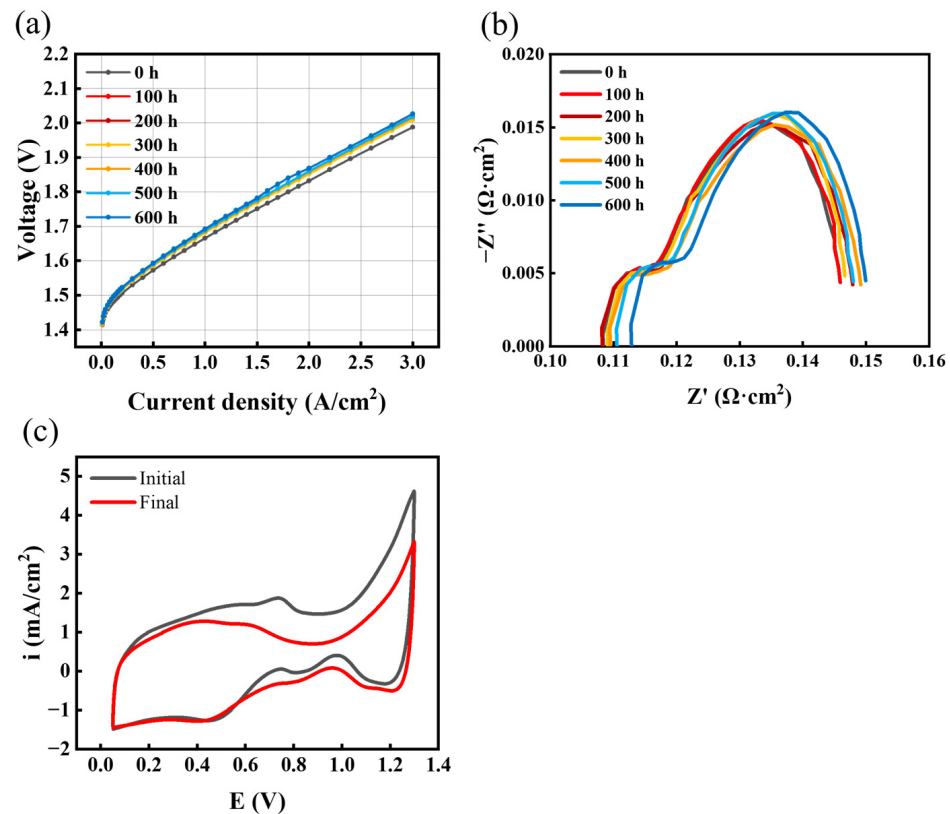 (a)
2.2
2.1
2.0
1.9
1.8
1.7
1.6
1.5
1.4
Voltage (V)
0 h
100 h
200 h
300 h
400 h
500 h
600 h
0.0 0.5 1.0 1.5 2.0 2.5 3.0
Current density (A/cm²)
(b)
0.020
0.015
0.010
0.005
0.000
−Z'' (Ω·cm²)
0 h
100 h
200 h
300 h
400 h
500 h
600 h
0.10 0.11 0.12 0.13 0.14 0.15 0.16
Z' (Ω·cm²)
(c)
5
4
3
2
1
0
−1
−2
i (mA/cm²)
Initial
Final
0.0 0.2 0.4 0.6 0.8 1.0 1.2 1.4
E (V)